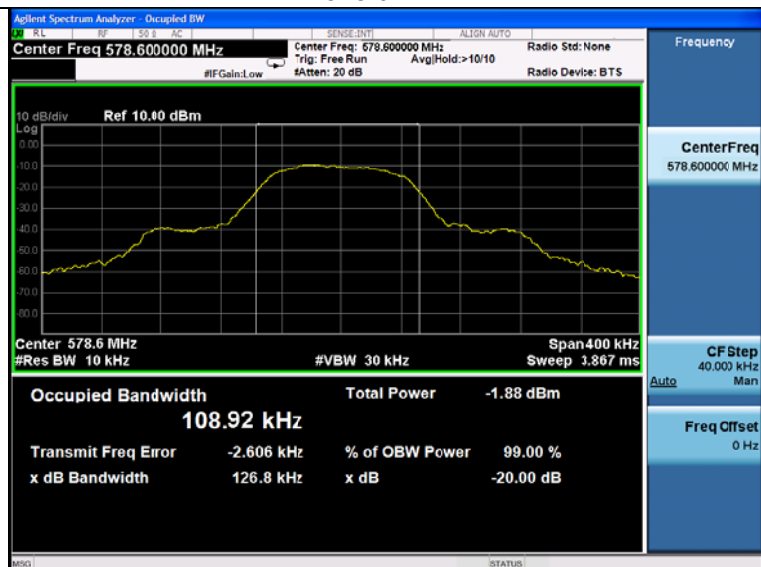 Agilent Spectrum Analyzer - Occupied BW
RL RF 50 Ω AC SENSE:INT ALIGN AUTO
Center Freq 578.600000 MHz
Center Freq: 578.600000 MHz
Radio Std: None
Trig: Free Run Avg|Hold:>10/10
#IFGain:Low
#Atten: 20 dB
Radio Device: BTS
10 dB/div Ref 10.00 dBm
Log
0.00
-10.0
-20.0
-30.0
-40.0
-50.0
-60.0
-70.0
-80.0
Center 578.6 MHz
Span 400 kHz
#Res BW 10 kHz
#VBW 30 kHz
Sweep 3.867 ms
Occupied Bandwidth
108.92 kHz
Total Power -1.88 dBm
Transmit Freq Error -2.606 kHz
% of OBW Power 99.00 %
x dB Bandwidth 126.8 kHz
x dB -20.00 dB
Frequency
Center Freq
578.600000 MHz
CF Step
40.000 kHz
Auto Man
Freq Offset
0 Hz
MSG
STATUS